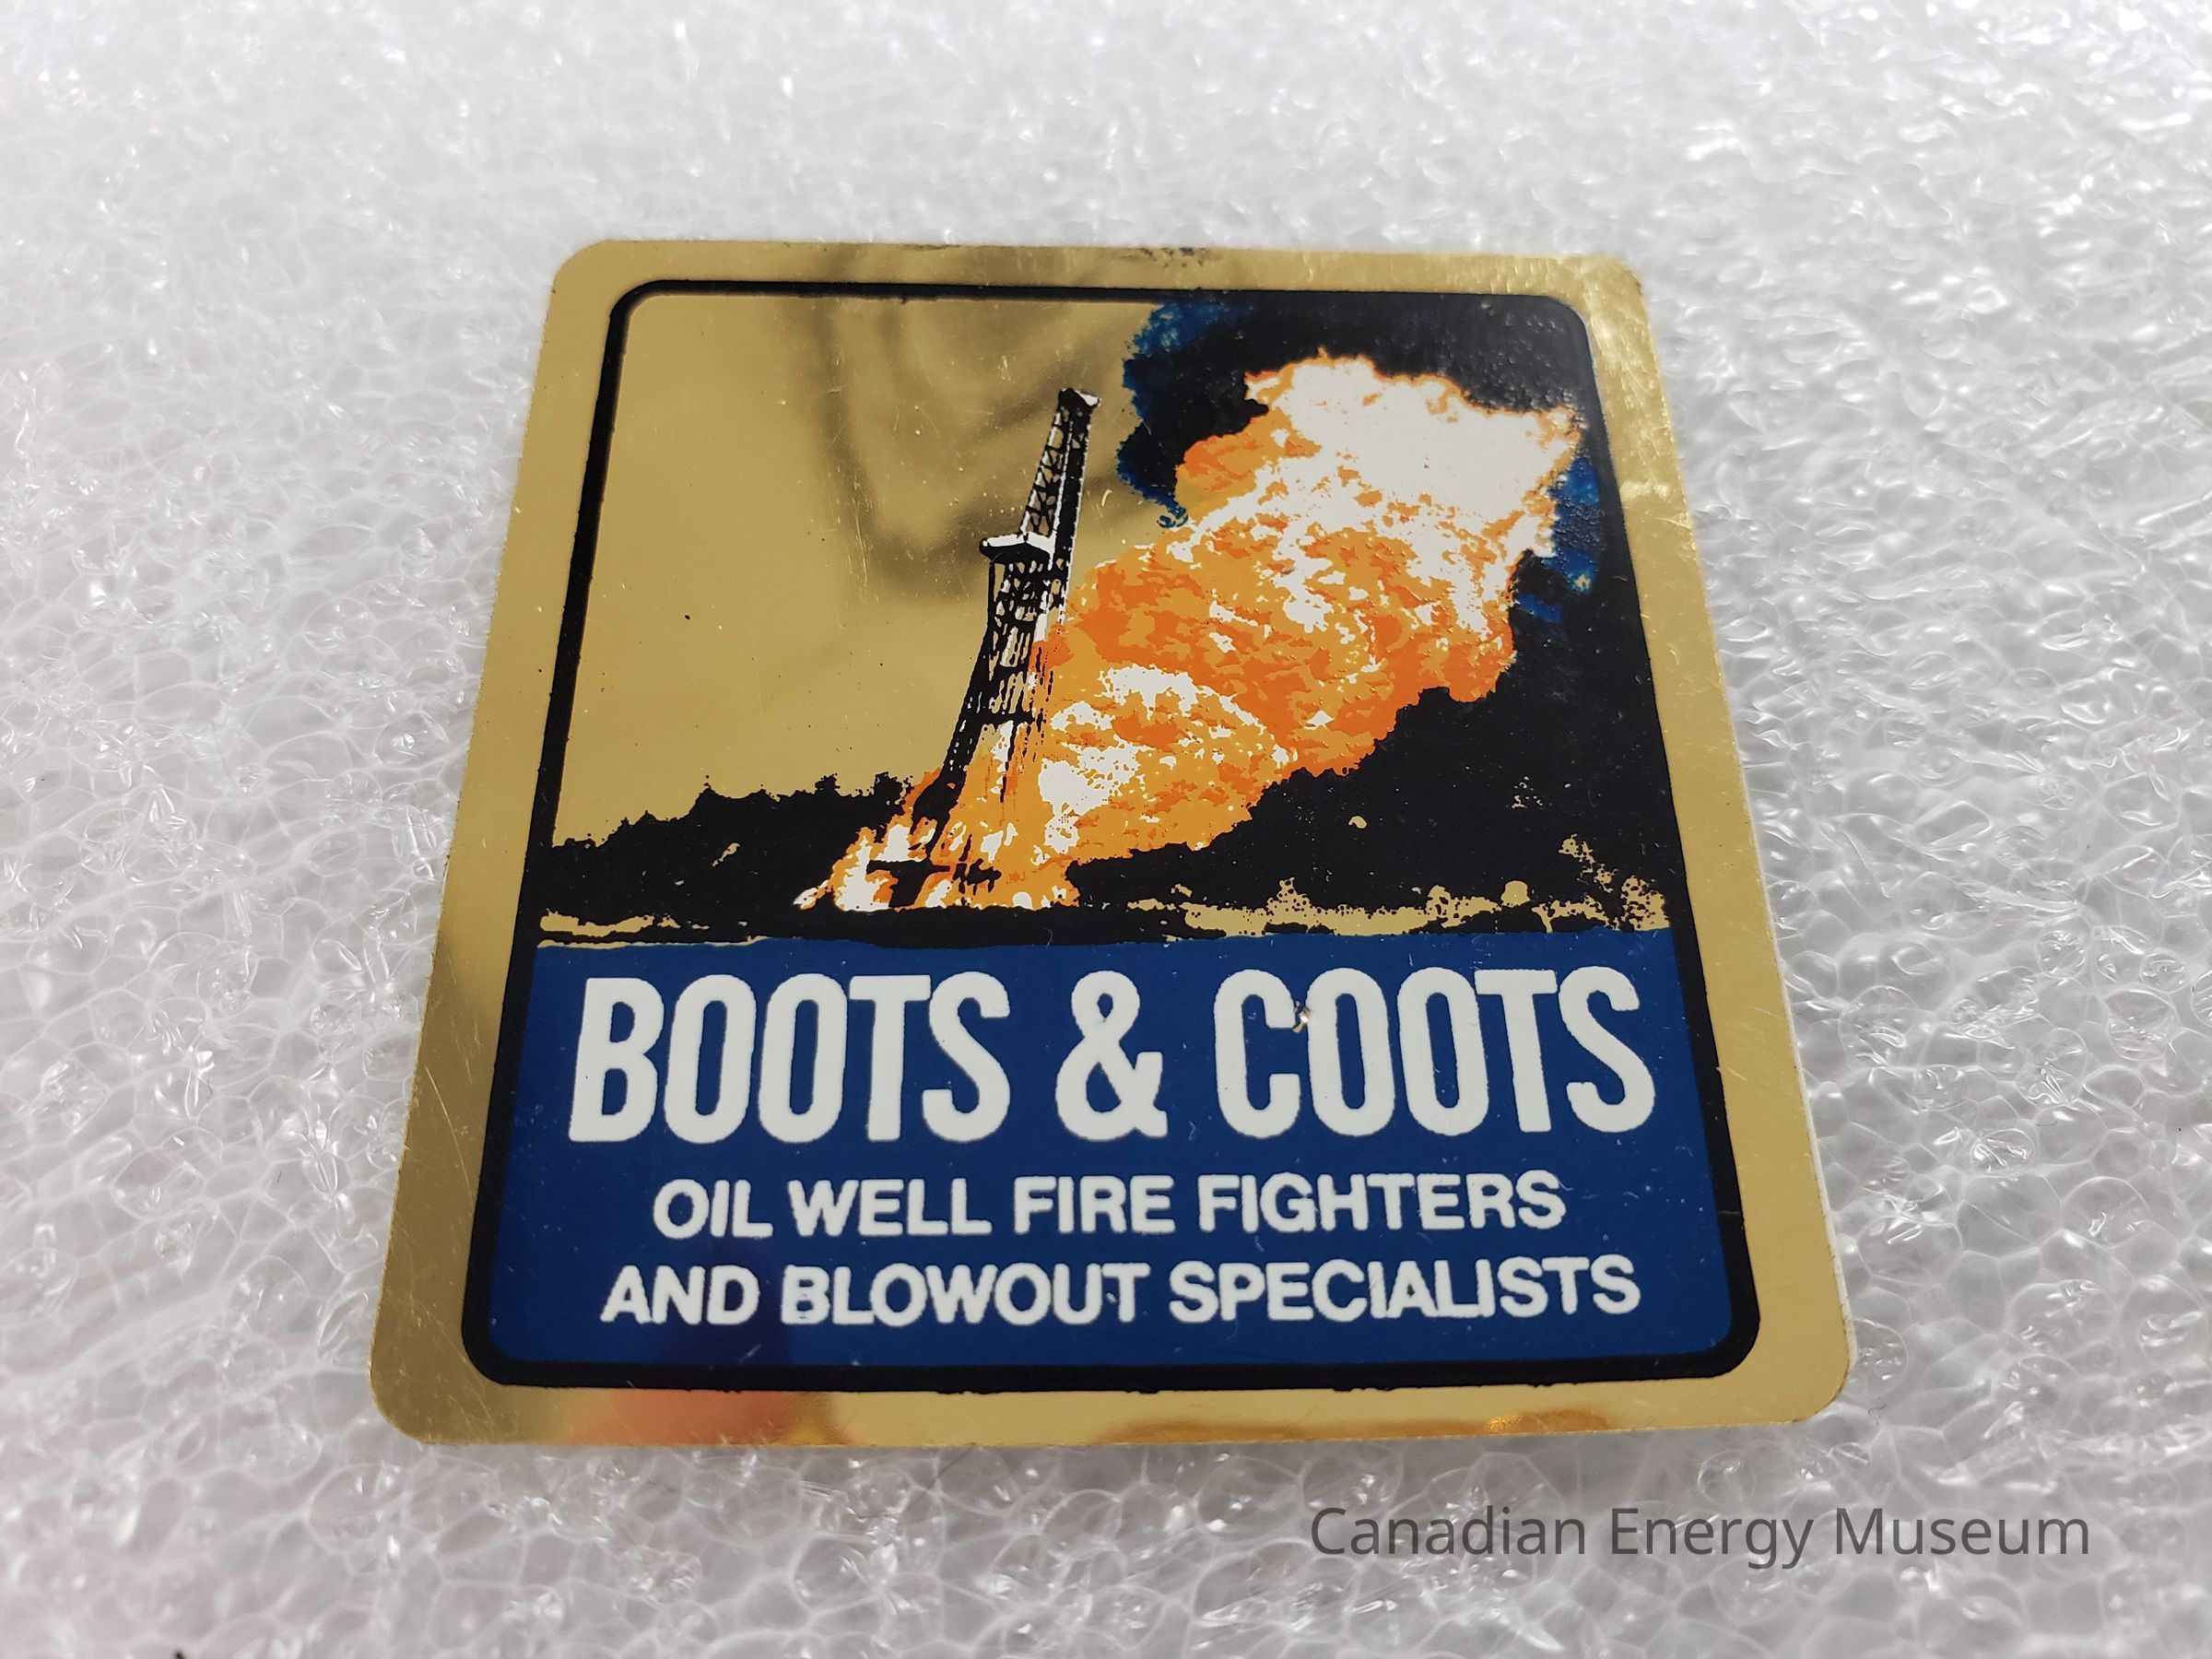 BOOTS & COOTS
OIL WELL FIRE FIGHTERS
AND BLOWOUT SPECIALISTS
Canadian Energy Museum